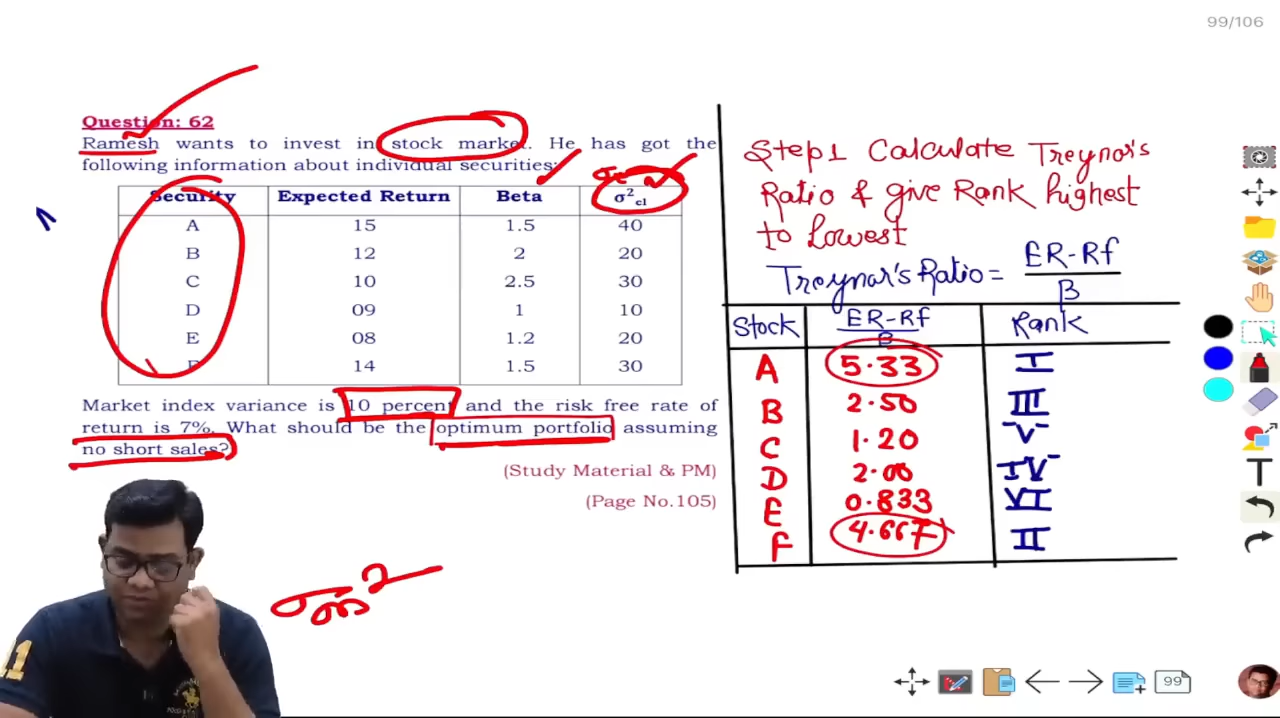 99/106
Question: 62
Ramesh wants to invest in stock market. He has got the
following information about individual securities:
Security Expected Return Beta σ²cl
A 15 1.5 40
B 12 2 20
C 10 2.5 30
D 09 1 10
E 08 1.2 20
F 14 1.5 30
Market index variance is 10 percent and the risk free rate of
return is 7%. What should be the optimum portfolio assuming
no short sales?
(Study Material & PM)
(Page No.105)
σm²
Step1 Calculate Treynor's
Ratio & give Rank highest
to lowest
Treynor's Ratio = ER-Rf
β
Stock ER-Rf Rank
β
A 5.33 I
B 2.50 III
C 1.20 V
D 2.00 IV
E 0.833 VI
F 4.667 II
T
99
11